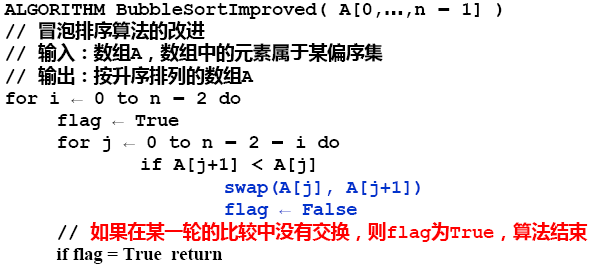 ALGORITHM BubbleSortImproved( A[0,…,n − 1] )
// 冒泡排序算法的改进
// 输入：数组A，数组中的元素属于某偏序集
// 输出：按升序排列的数组A
for i ← 0 to n − 2 do
flag ← True
for j ← 0 to n − 2 − i do
if A[j+1] < A[j]
swap(A[j], A[j+1])
flag ← False
// 如果在某一轮的比较中没有交换，则flag为True，算法结束
if flag = True return